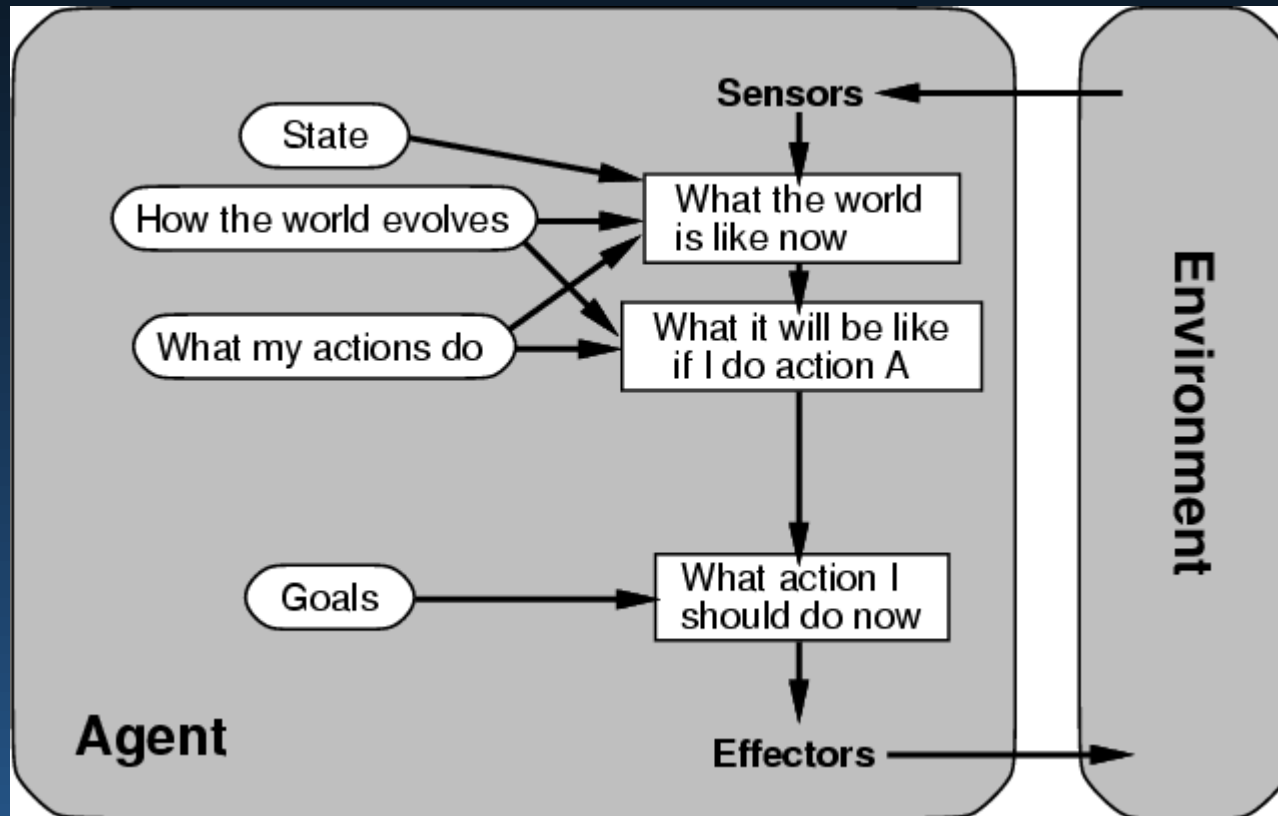 Sensors
State
What the world
is like now
How the world evolves
What it will be like
if I do action A
What my actions do
Environment
Goals
What action I
should do now
Agent
Effectors